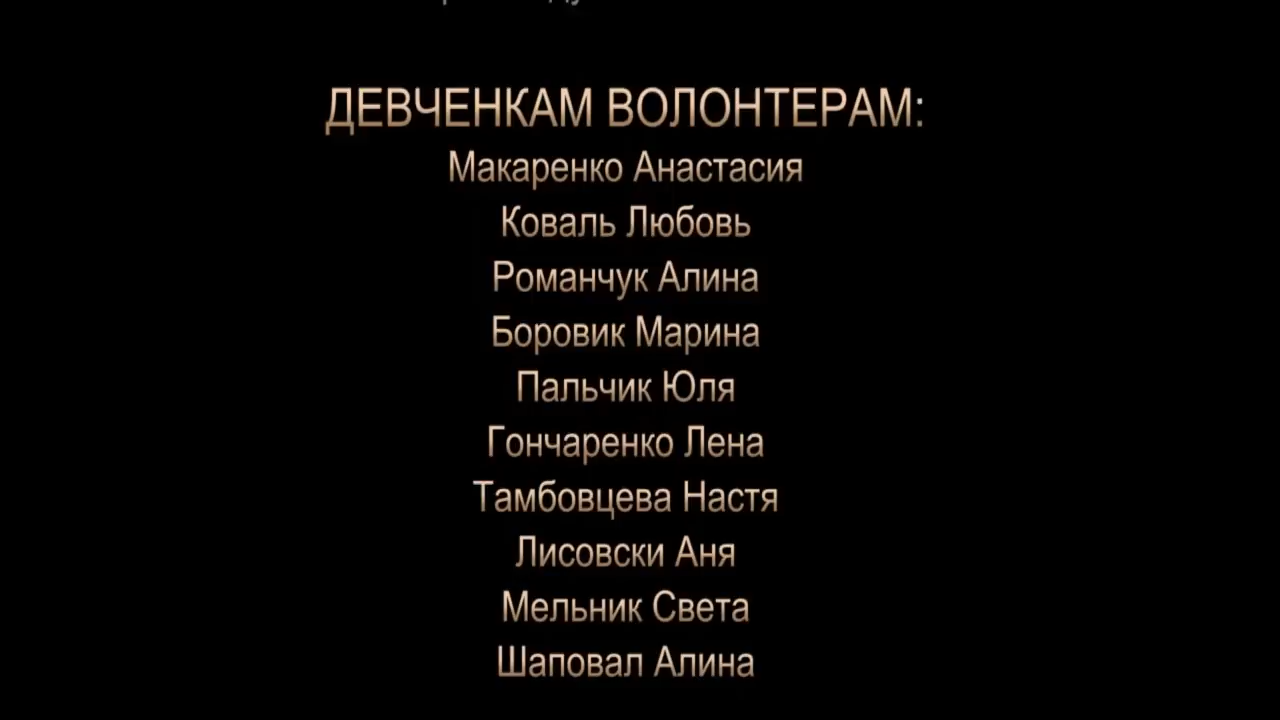 ДЕВЧЕНКАМ ВОЛОНТЕРАМ:
Макаренко Анастасия
Коваль Любовь
Романчук Алина
Боровик Марина
Пальчик Юля
Гончаренко Лена
Тамбовцева Настя
Лисовски Аня
Мельник Света
Шаповал Алина